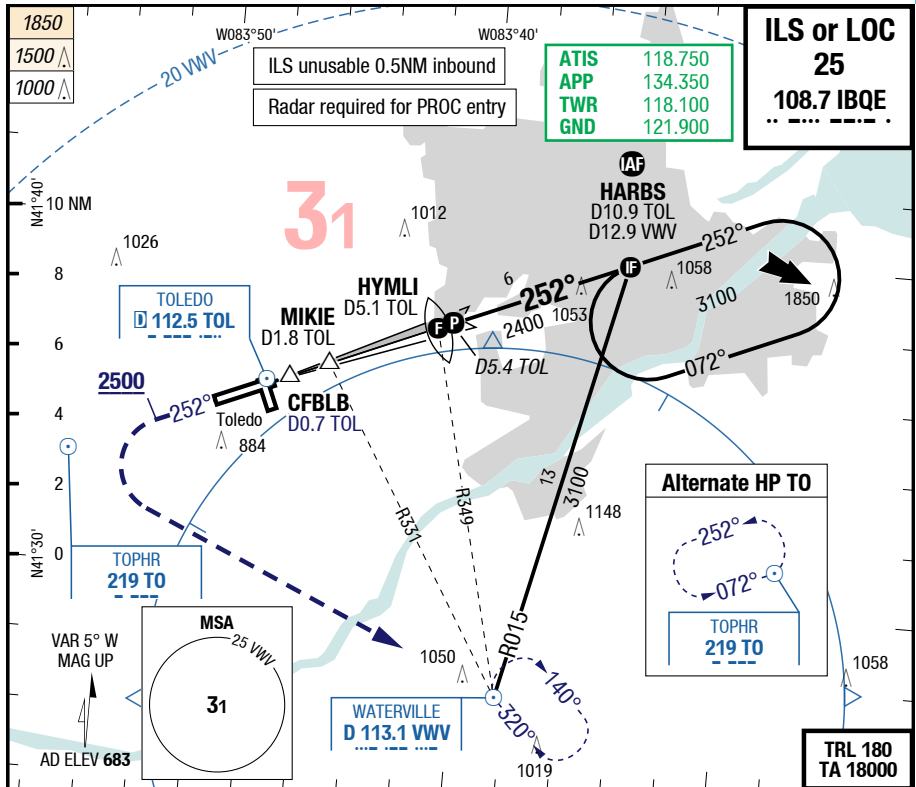 1850
1500
1000
W083°50'
W083°40'
20 VWV
ILS unusable 0.5NM inbound
Radar required for PROC entry
ATIS 118.750
APP 134.350
TWR 118.100
GND 121.900
ILS or LOC
25
108.7 IBQE
·· –··· ––·– ·
N41°40'
10 NM
8
6
4
2
0
N41°30'
31
1012
1026
IAF
HARBS
D10.9 TOL
D12.9 VWV
IF
252°
1058
3100
1850
072°
6
252°
1053
2400
HYMLI
D5.1 TOL
F
P
D5.4 TOL
MIKIE
D1.8 TOL
TOLEDO
D 112.5 TOL
– ––– ·–··
CFBLB
D0.7 TOL
2500
252°
Toledo
884
R331
R349
13
3100
R015
1148
TOPHR
219 TO
– –––
Alternate HP TO
252°
072°
TOPHR
219 TO
– –––
MSA
25 VWV
31
VAR 5° W
MAG UP
AD ELEV 683
1050
WATERVILLE
D 113.1 VWV
···– ·–– ···–
140°
320°
1019
1058
TRL 180
TA 18000